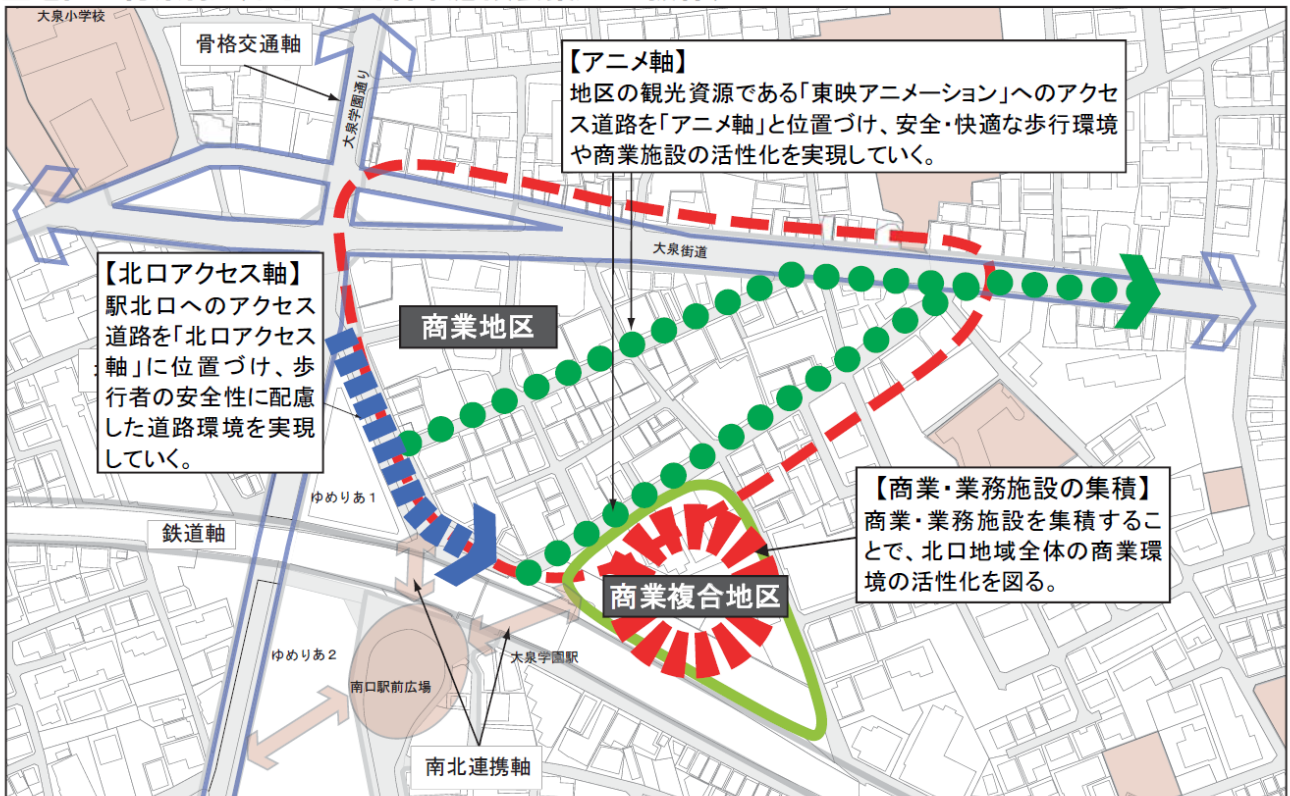 大泉小学校
骨格交通軸
大泉学園通り
【アニメ軸】
地区の観光資源である「東映アニメーション」へのアクセ
ス道路を「アニメ軸」と位置づけ、安全・快適な歩行環境
や商業施設の活性化を実現していく。
大泉街道
【北口アクセス軸】
駅北口へのアクセス
道路を「北口アクセス
軸」に位置づけ、歩
行者の安全性に配慮
した道路環境を実現
していく。
商業地区
ゆめりあ1
鉄道軸
【商業・業務施設の集積】
商業・業務施設を集積するこ
とで、北口地域全体の商業環
境の活性化を図る。
商業複合地区
ゆめりあ2
大泉学園駅
南口駅前広場
南北連携軸